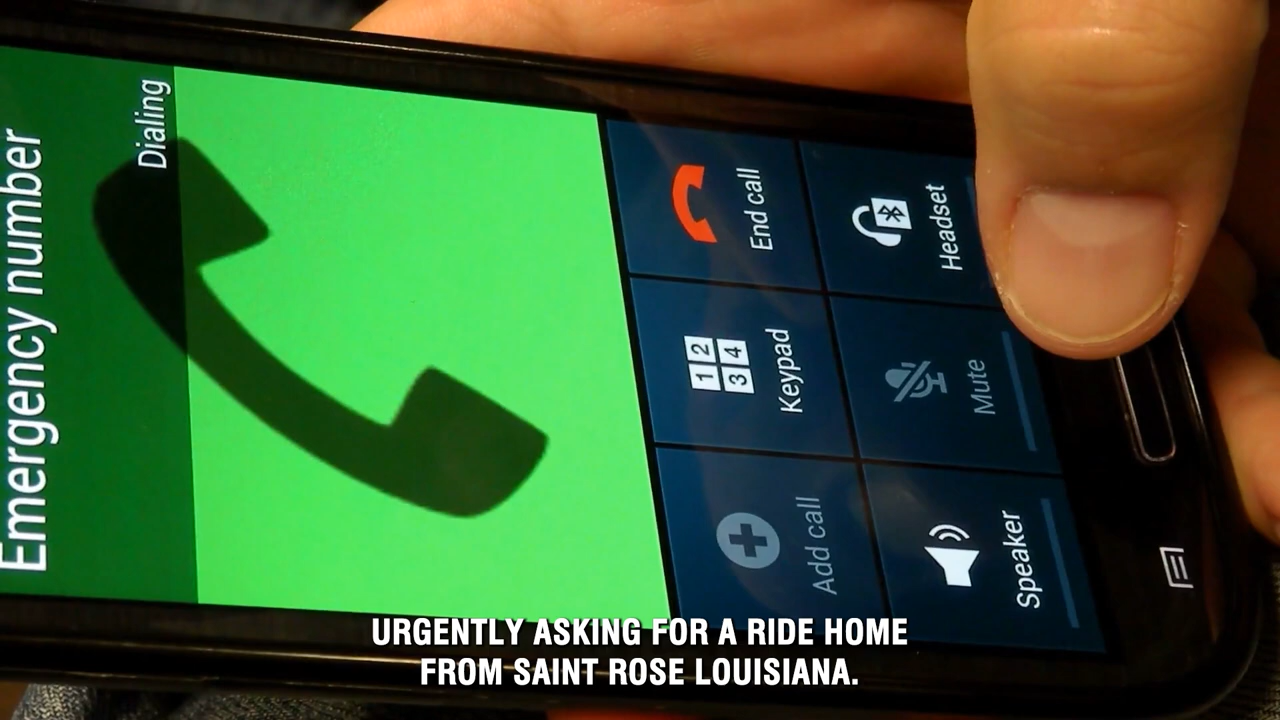 Emergency number
Dialing
End call
Keypad
1 2
3 4
Add call
Headset
Mute
Speaker
URGENTLY ASKING FOR A RIDE HOME
FROM SAINT ROSE LOUISIANA.